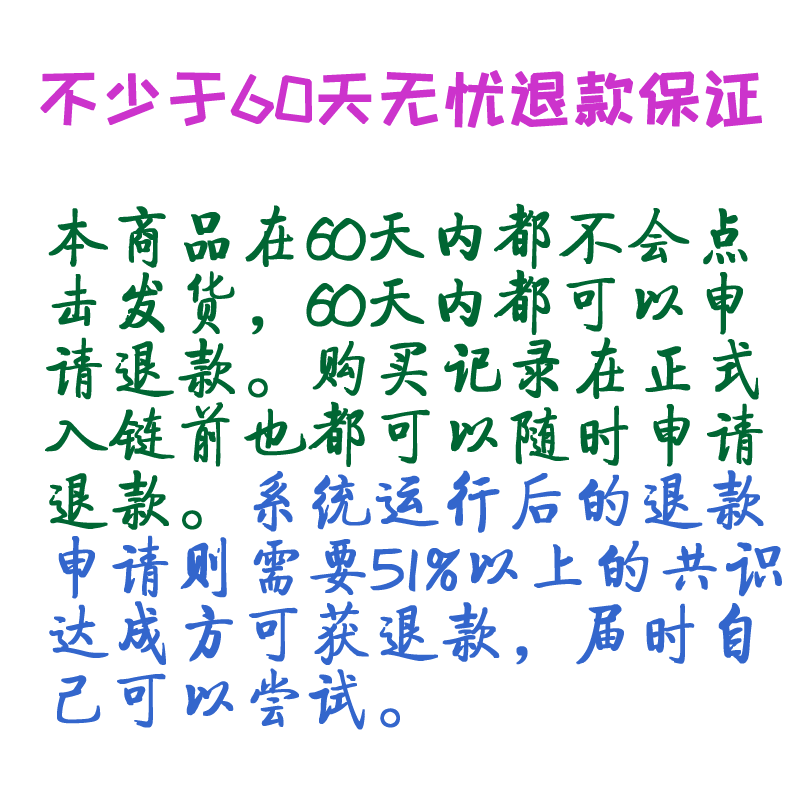 不少于60天无忧退款保证
本商品在60天内都不会点
击发货，60天内都可以申
请退款。购买记录在正式
入链前也都可以随时申请
退款。系统运行后的退款
申请则需要51%以上的共识
达成方可获退款，届时自
己可以尝试。